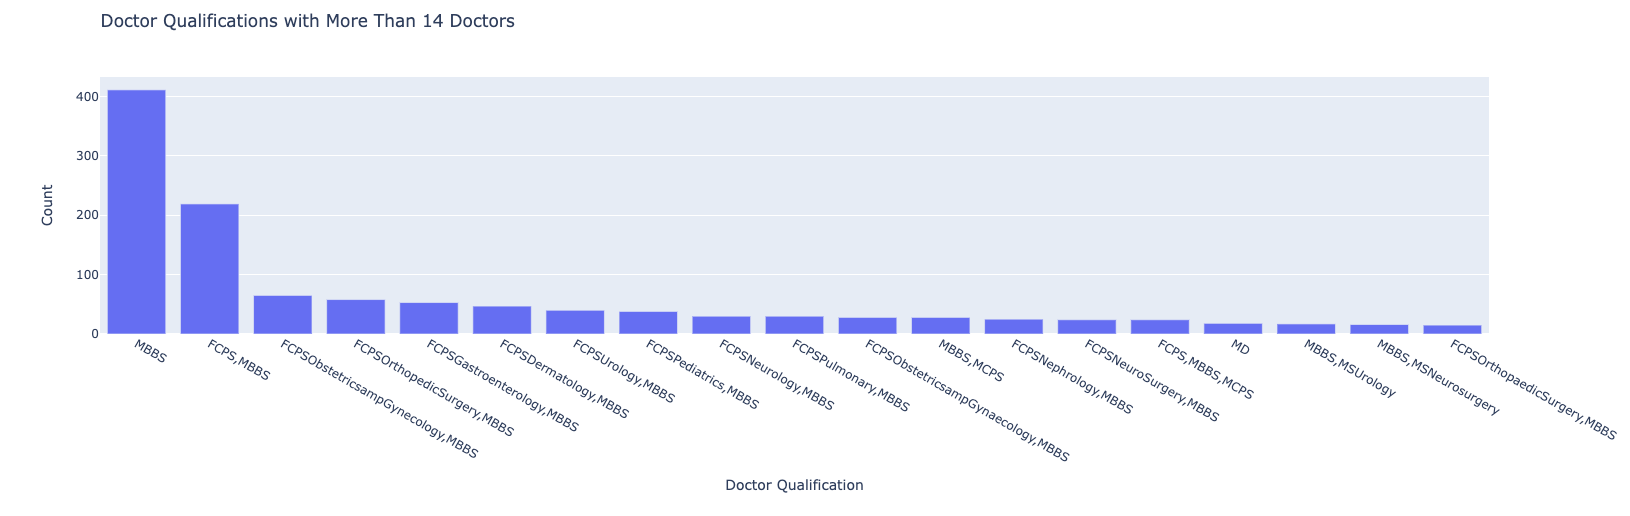 Doctor Qualifications with More Than 14 Doctors
400
300
200
100
0
Count
MBBS
FCPS,MBBS
FCPSObstetricsampGynecology,MBBS
FCPSOrthopedicSurgery,MBBS
FCPSGastroenterology,MBBS
FCPSDermatology,MBBS
FCPSUrology,MBBS
FCPSPediatrics,MBBS
FCPSNeurology,MBBS
FCPSPulmonary,MBBS
FCPSObstetricsampGynaecology,MBBS
MBBS,MCPS
FCPSNephrology,MBBS
FCPSNeuroSurgery,MBBS
FCPS,MBBS,MCPS
MD
MBBS,MSUrology
MBBS,MSNeurosurgery
FCPSOrthopaedicSurgery,MBBS
Doctor Qualification